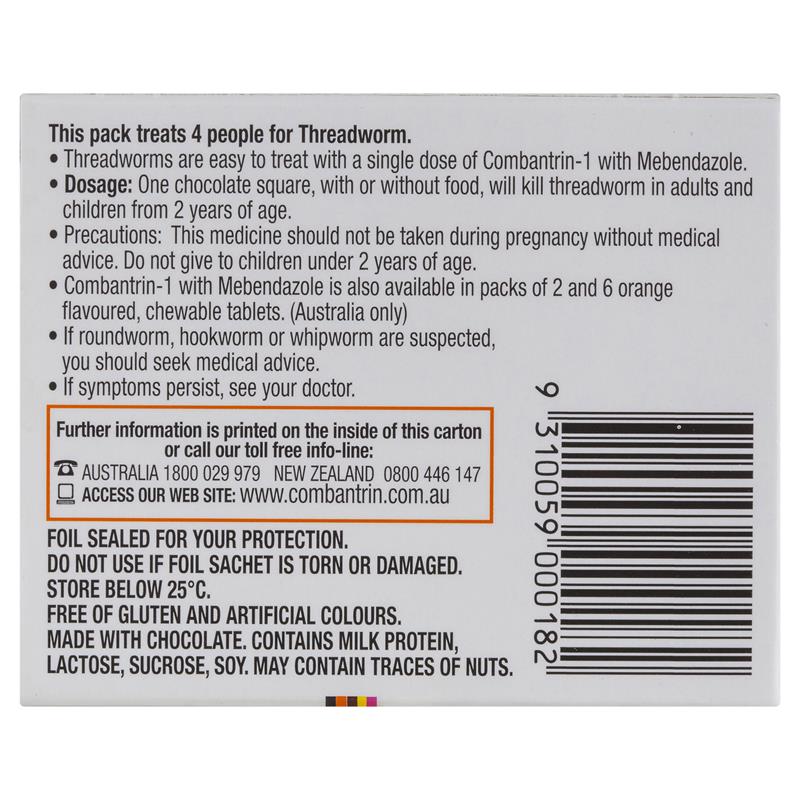 This pack treats 4 people for Threadworm.
• Threadworms are easy to treat with a single dose of Combantrin-1 with Mebendazole.
• Dosage: One chocolate square, with or without food, will kill threadworm in adults and
children from 2 years of age.
• Precautions: This medicine should not be taken during pregnancy without medical
advice. Do not give to children under 2 years of age.
• Combantrin-1 with Mebendazole is also available in packs of 2 and 6 orange
flavoured, chewable tablets. (Australia only)
• If roundworm, hookworm or whipworm are suspected,
you should seek medical advice.
• If symptoms persist, see your doctor.
Further information is printed on the inside of this carton
or call our toll free info-line:
AUSTRALIA 1800 029 979 NEW ZEALAND 0800 446 147
ACCESS OUR WEB SITE: www.combantrin.com.au
FOIL SEALED FOR YOUR PROTECTION.
DO NOT USE IF FOIL SACHET IS TORN OR DAMAGED.
STORE BELOW 25°C.
FREE OF GLUTEN AND ARTIFICIAL COLOURS.
MADE WITH CHOCOLATE. CONTAINS MILK PROTEIN,
LACTOSE, SUCROSE, SOY. MAY CONTAIN TRACES OF NUTS.
9 310059 000182